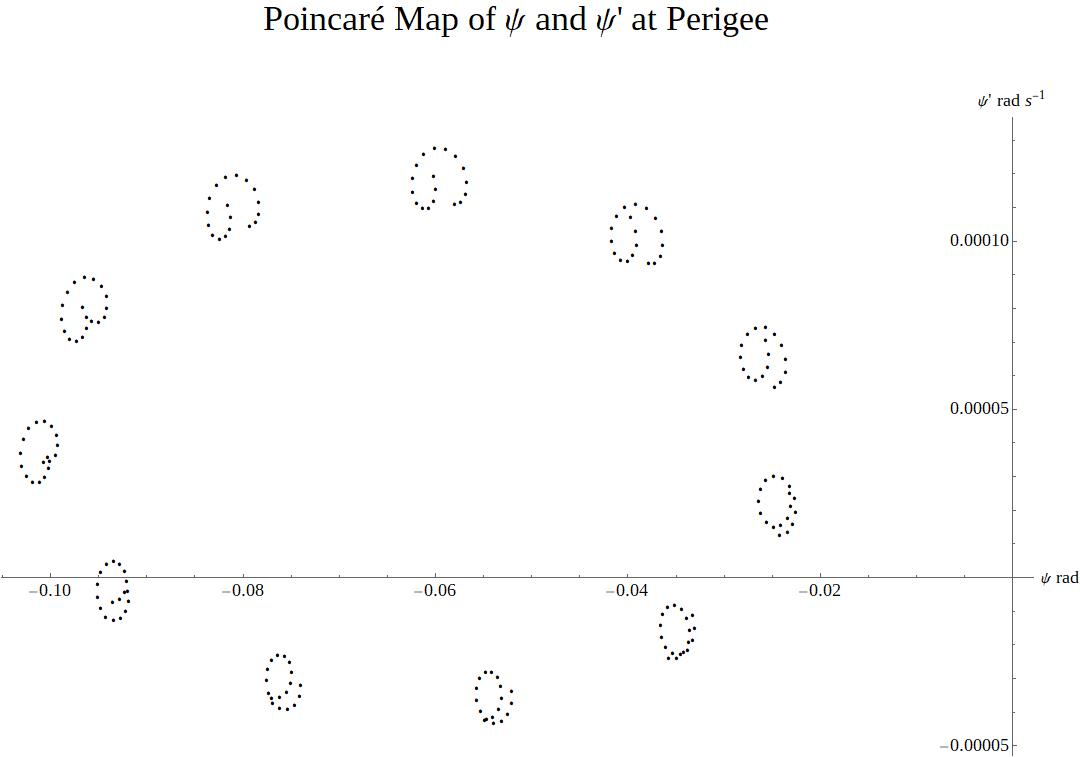 Poincaré Map of ψ and ψ' at Perigee
ψ' rad s⁻¹
0.00010
0.00005
−0.10 −0.08 −0.06 −0.04 −0.02 ψ rad
−0.00005